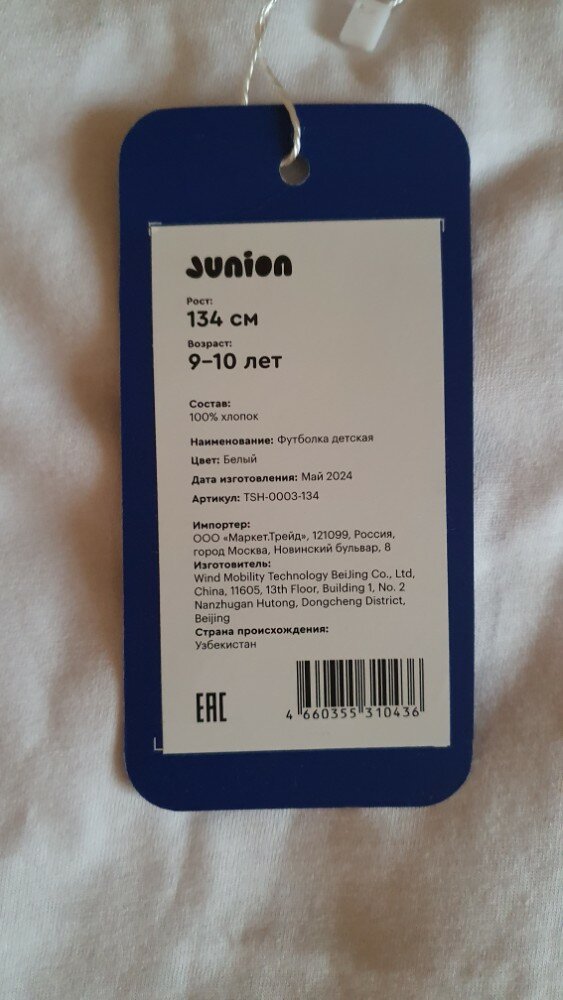 Junion
Рост:
134 см
Возраст:
9–10 лет
Состав:
100% хлопок
Наименование: Футболка детская
Цвет: Белый
Дата изготовления: Май 2024
Артикул: TSH-0003-134
Импортер:
ООО «Маркет.Трейд», 121099, Россия,
город Москва, Новинский бульвар, 8
Изготовитель:
Wind Mobility Technology BeiJing Co., Ltd,
China, 11605, 13th Floor, Building 1, No. 2
Nanzhugan Hutong, Dongcheng District,
Beijing
Страна происхождения:
Узбекистан
EAC
4 660355 310436